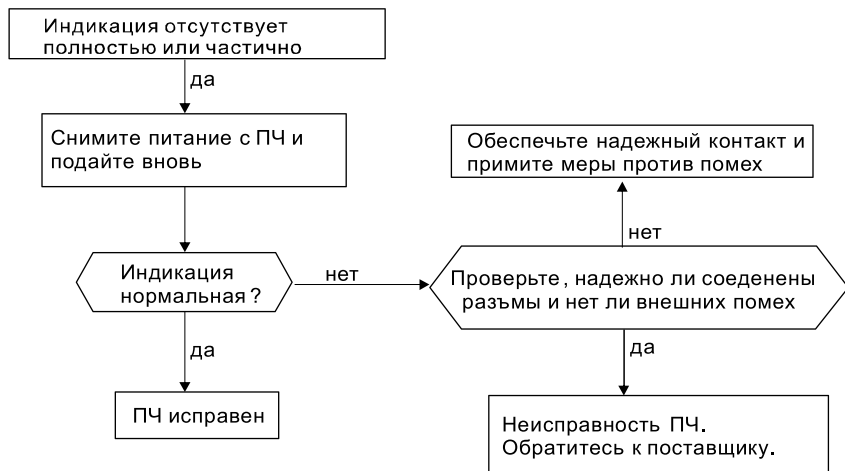 Индикация отсутствует
полностью или частично
да
Снимите питание с ПЧ и
подайте вновь
Обеспечьте надежный контакт и
примите меры против помех
нет
Индикация
нормальная ?
нет
Проверьте , надежно ли соеденены
разъмы и нет ли внешних помех
да
да
ПЧ исправен
Неисправность ПЧ.
Обратитесь к поставщику.